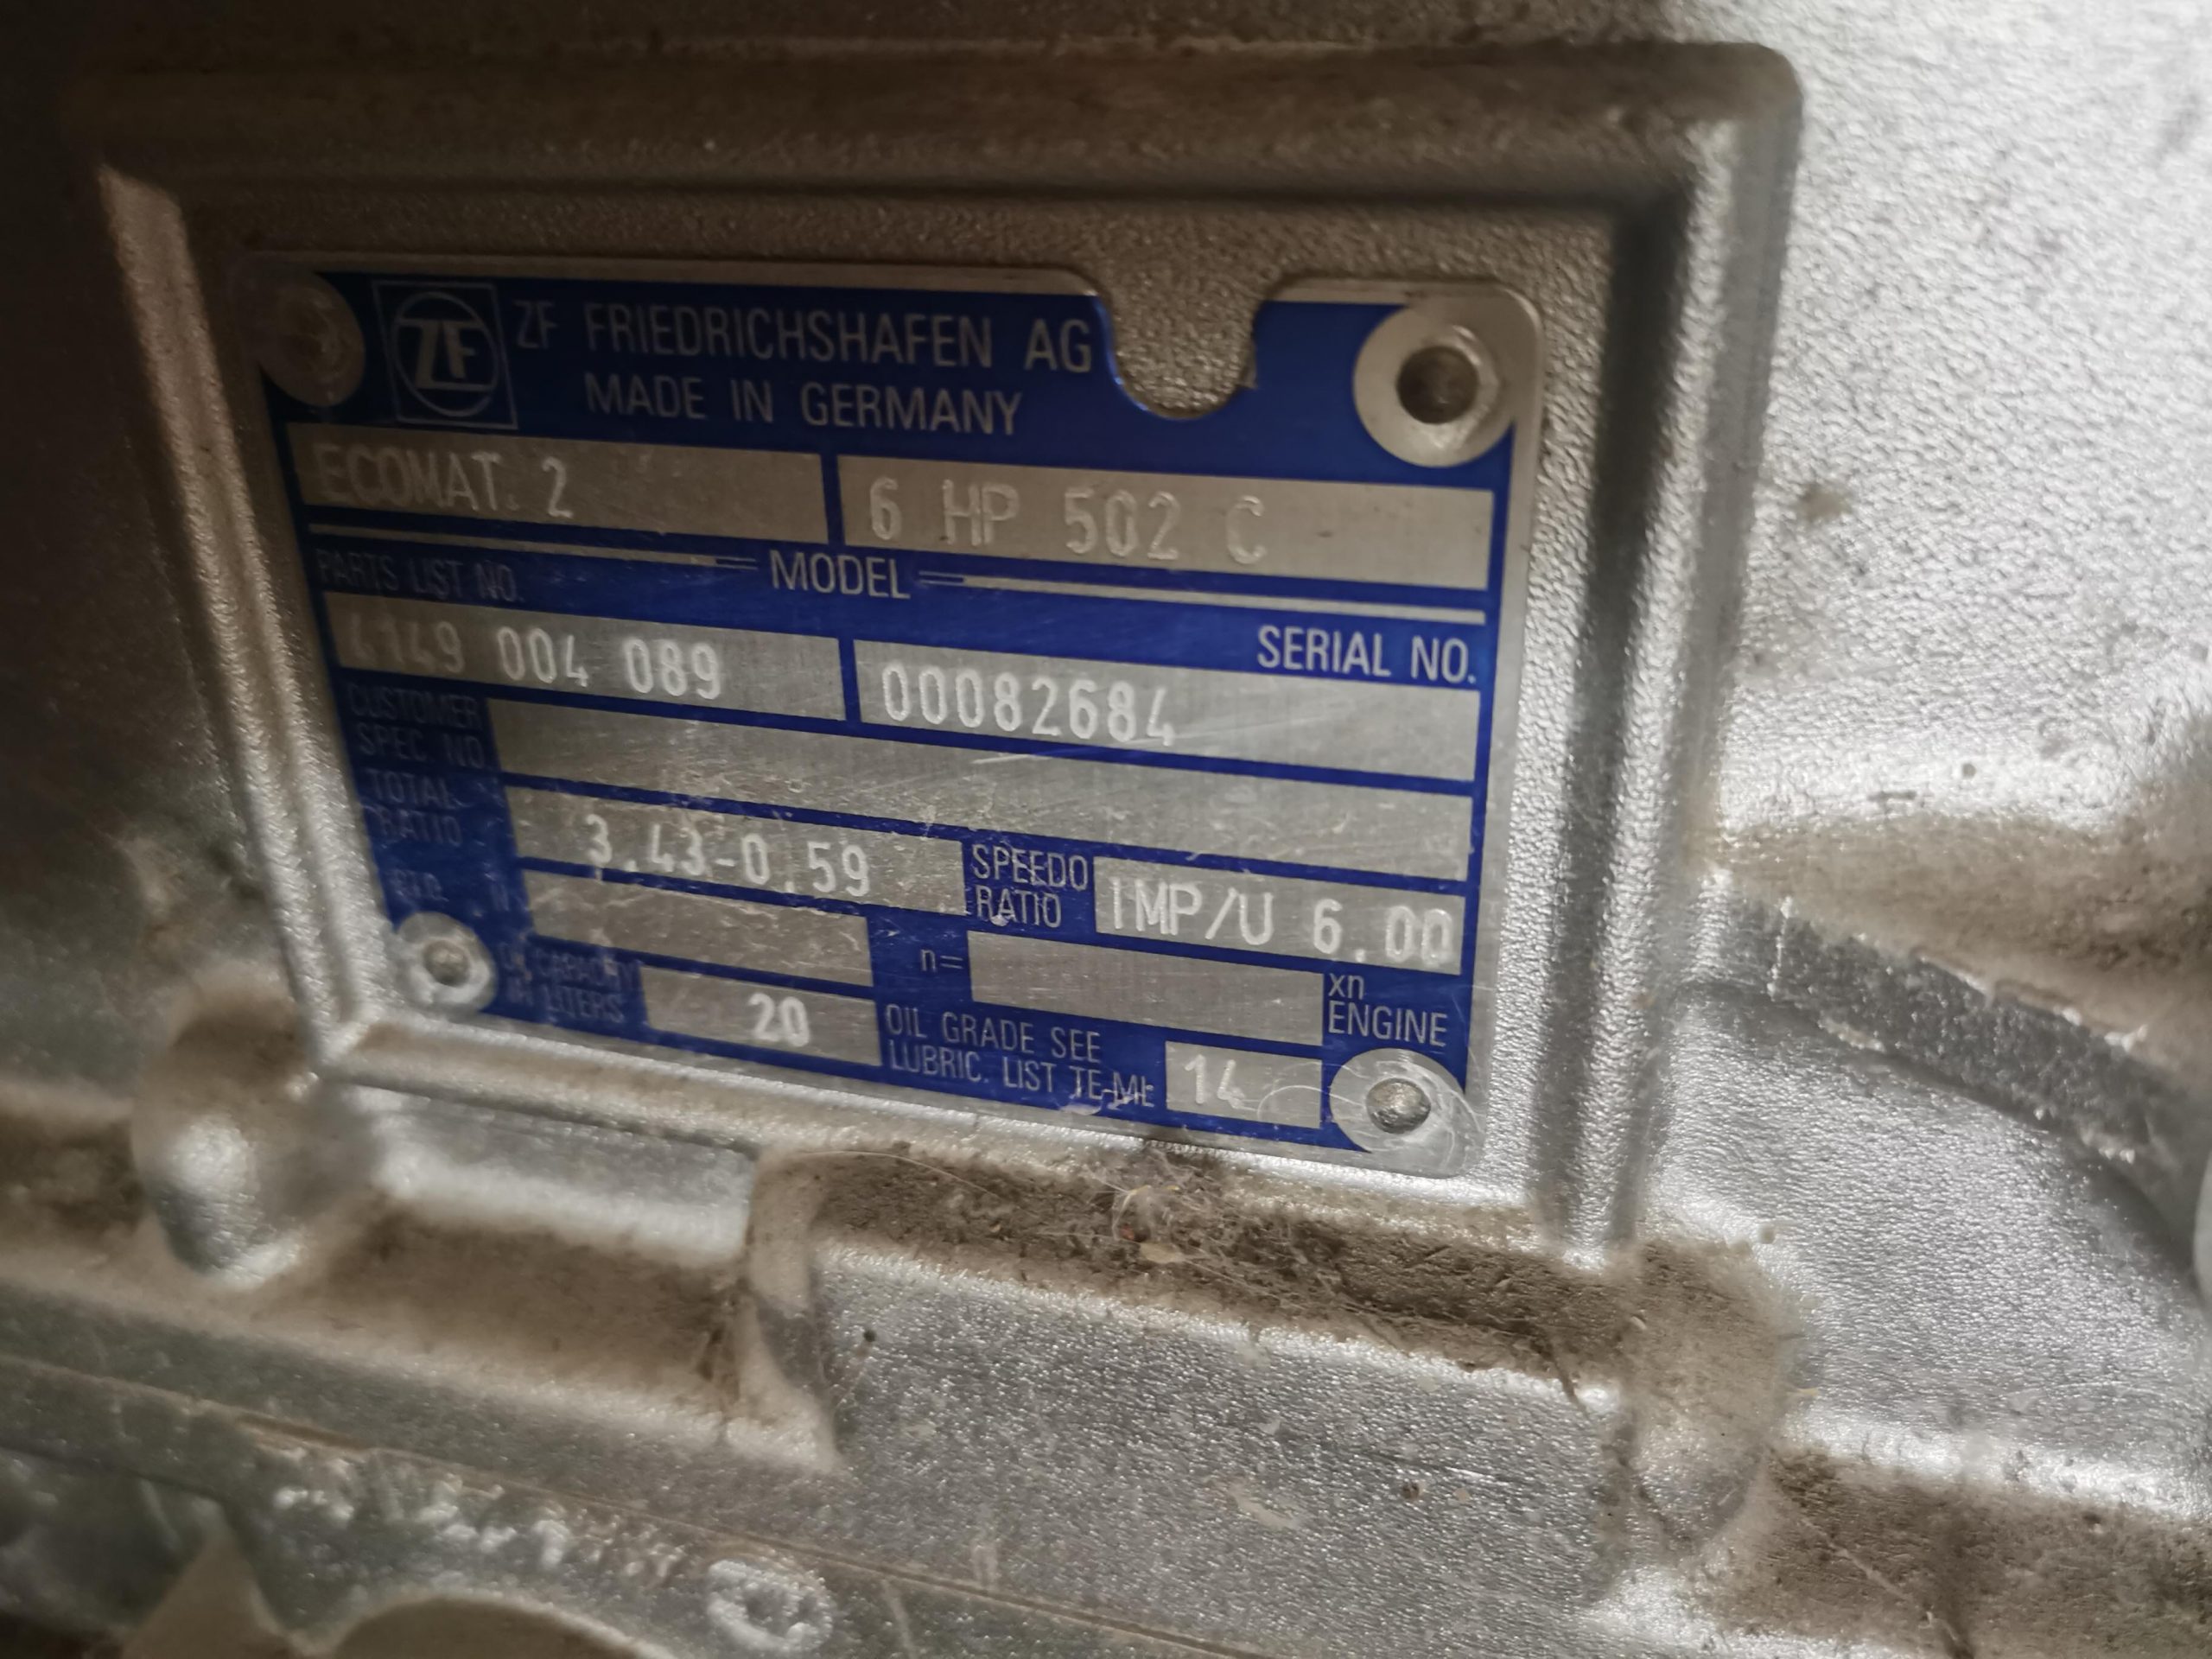 ZF
ZF FRIEDRICHSHAFEN AG
MADE IN GERMANY
ECOMAT. 2
6 HP 502 C
MODEL
PARTS LIST NO.
SERIAL NO.
4149 004 089
00082684
CUSTOMER
SPEC. NO.
TOTAL
RATIO
3.43-0.59
SPEEDO
RATIO
IMP/U 6.00
n=
xn
ENGINE
CAPACITY
IN LITERS
20
OIL GRADE SEE
LUBRIC. LIST TE-ML
14